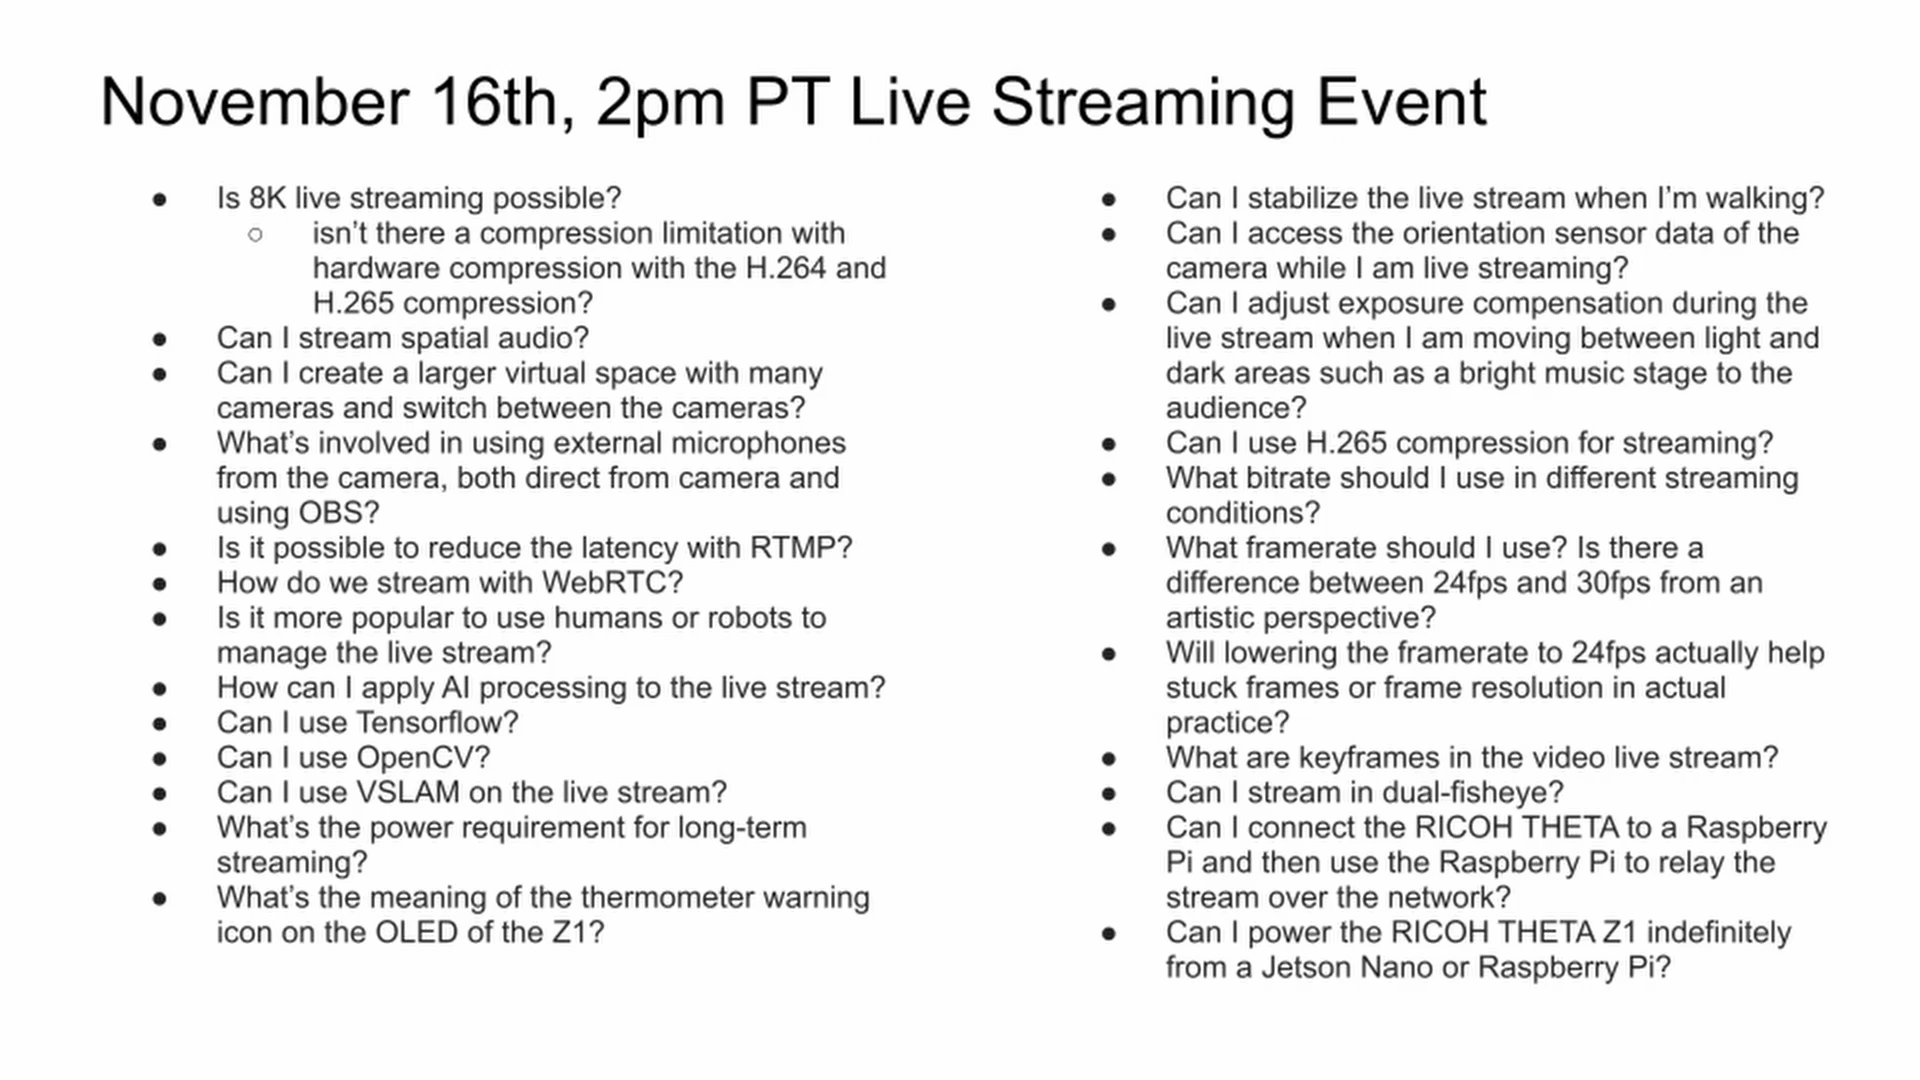 November 16th, 2pm PT Live Streaming Event
● Is 8K live streaming possible?
○ isn’t there a compression limitation with
hardware compression with the H.264 and
H.265 compression?
● Can I stream spatial audio?
● Can I create a larger virtual space with many
cameras and switch between the cameras?
● What’s involved in using external microphones
from the camera, both direct from camera and
using OBS?
● Is it possible to reduce the latency with RTMP?
● How do we stream with WebRTC?
● Is it more popular to use humans or robots to
manage the live stream?
● How can I apply AI processing to the live stream?
● Can I use Tensorflow?
● Can I use OpenCV?
● Can I use VSLAM on the live stream?
● What’s the power requirement for long-term
streaming?
● What’s the meaning of the thermometer warning
icon on the OLED of the Z1?
● Can I stabilize the live stream when I’m walking?
● Can I access the orientation sensor data of the
camera while I am live streaming?
● Can I adjust exposure compensation during the
live stream when I am moving between light and
dark areas such as a bright music stage to the
audience?
● Can I use H.265 compression for streaming?
● What bitrate should I use in different streaming
conditions?
● What framerate should I use? Is there a
difference between 24fps and 30fps from an
artistic perspective?
● Will lowering the framerate to 24fps actually help
stuck frames or frame resolution in actual
practice?
● What are keyframes in the video live stream?
● Can I stream in dual-fisheye?
● Can I connect the RICOH THETA to a Raspberry
Pi and then use the Raspberry Pi to relay the
stream over the network?
● Can I power the RICOH THETA Z1 indefinitely
from a Jetson Nano or Raspberry Pi?